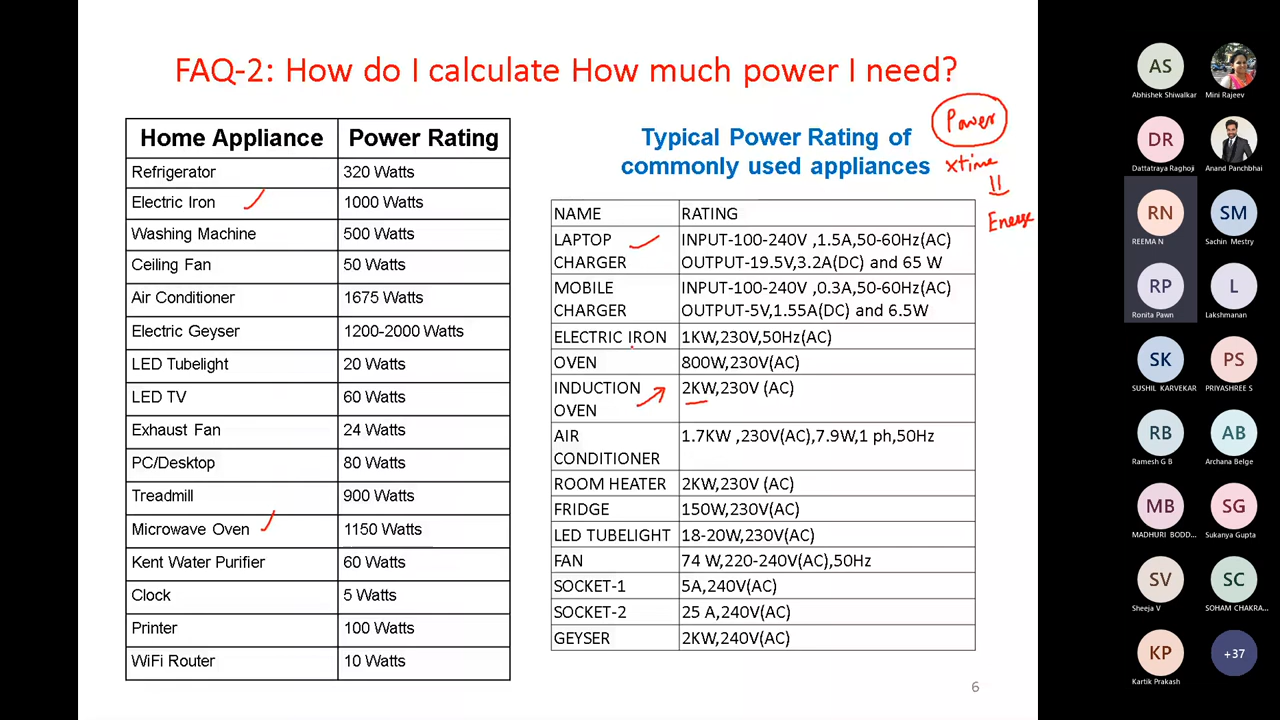 FAQ-2: How do I calculate How much power I need?
Home Appliance Power Rating
Refrigerator 320 Watts
Electric Iron 1000 Watts
Washing Machine 500 Watts
Ceiling Fan 50 Watts
Air Conditioner 1675 Watts
Electric Geyser 1200-2000 Watts
LED Tubelight 20 Watts
LED TV 60 Watts
Exhaust Fan 24 Watts
PC/Desktop 80 Watts
Treadmill 900 Watts
Microwave Oven 1150 Watts
Kent Water Purifier 60 Watts
Clock 5 Watts
Printer 100 Watts
WiFi Router 10 Watts
Typical Power Rating of
commonly used appliances
Power
xtime
Energy
NAME RATING
LAPTOP INPUT-100-240V ,1.5A,50-60Hz(AC)
CHARGER OUTPUT-19.5V,3.2A(DC) and 65 W
MOBILE INPUT-100-240V ,0.3A,50-60Hz(AC)
CHARGER OUTPUT-5V,1.55A(DC) and 6.5W
ELECTRIC IRON 1KW,230V,50Hz(AC)
OVEN 800W,230V(AC)
INDUCTION 2KW,230V (AC)
OVEN
AIR 1.7KW ,230V(AC),7.9W,1 ph,50Hz
CONDITIONER
ROOM HEATER 2KW,230V (AC)
FRIDGE 150W,230V(AC)
LED TUBELIGHT 18-20W,230V(AC)
FAN 74 W,220-240V(AC),50Hz
SOCKET-1 5A,240V(AC)
SOCKET-2 25 A,240V(AC)
GEYSER 2KW,240V(AC)
6
AS
Abhishek Shiwalkar Mini Rajeev
DR
Dattatraya Raghoji Anand Panchbhai
RN SM
REEMA N Sachin Mestry
RP L
Ronita Pawn Lakshmanan
SK PS
SUSHIL KARVEKAR PRIYASHREE S
RB AB
Ramesh G B Archana Belge
MB SG
MADHURI BODD... Sukanya Gupta
SV SC
Sheeja V SOHAM CHAKRA...
KP +37
Kartik Prakash